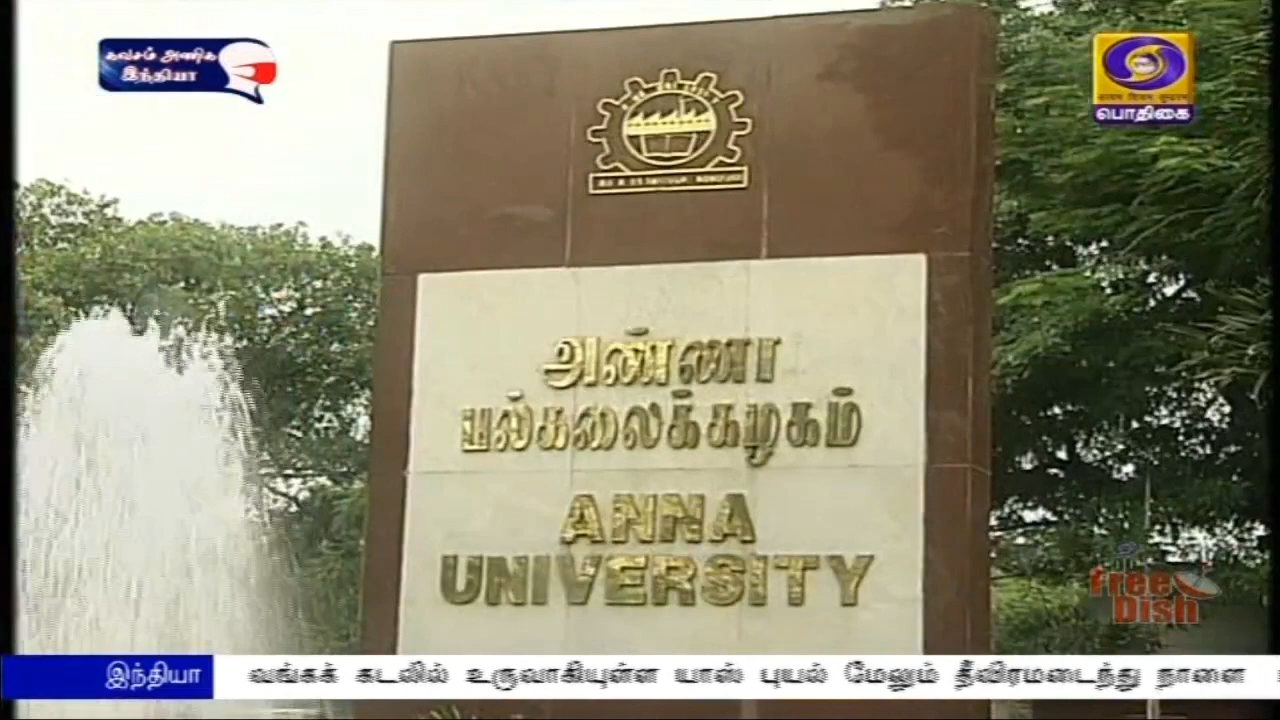 கவசம் அணிக
இந்தியா
பொதிகை
அண்ணா
பல்கலைக்கழகம்
ANNA
UNIVERSITY
free
Dish
இந்தியா வங்கக் கடலில் உருவாகியுள்ள யாஸ் புயல் மேலும் தீவிரமடைந்து நாளை